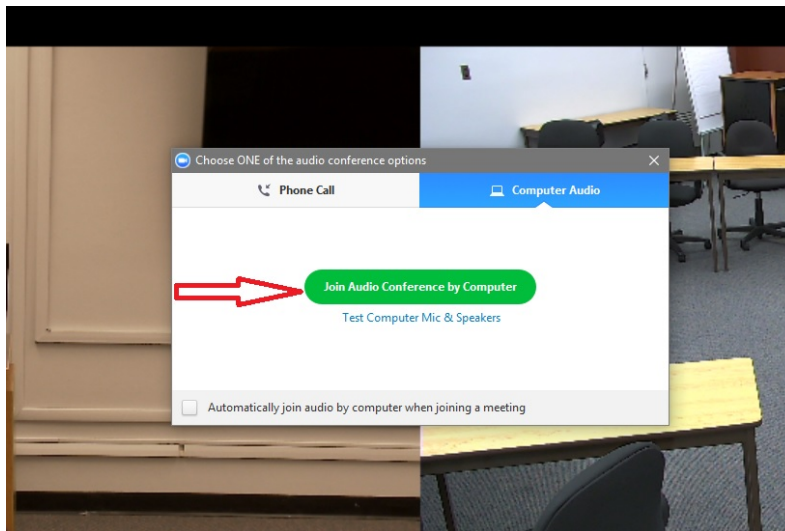 Choose ONE of the audio conference options
Phone Call
Computer Audio
Join Audio Conference by Computer
Test Computer Mic & Speakers
Automatically join audio by computer when joining a meeting